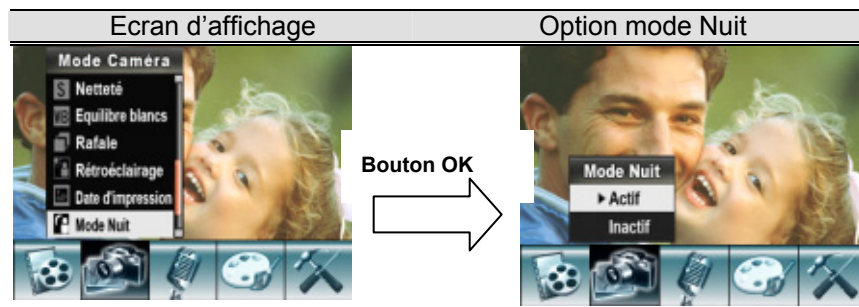 Ecran d'affichage
Option mode Nuit
Mode Caméra
S Netteté
WB Equilibre blancs
Rafale
Rétroéclairage
Date d'impression
Mode Nuit
Bouton OK
Mode Nuit
Actif
Inactif